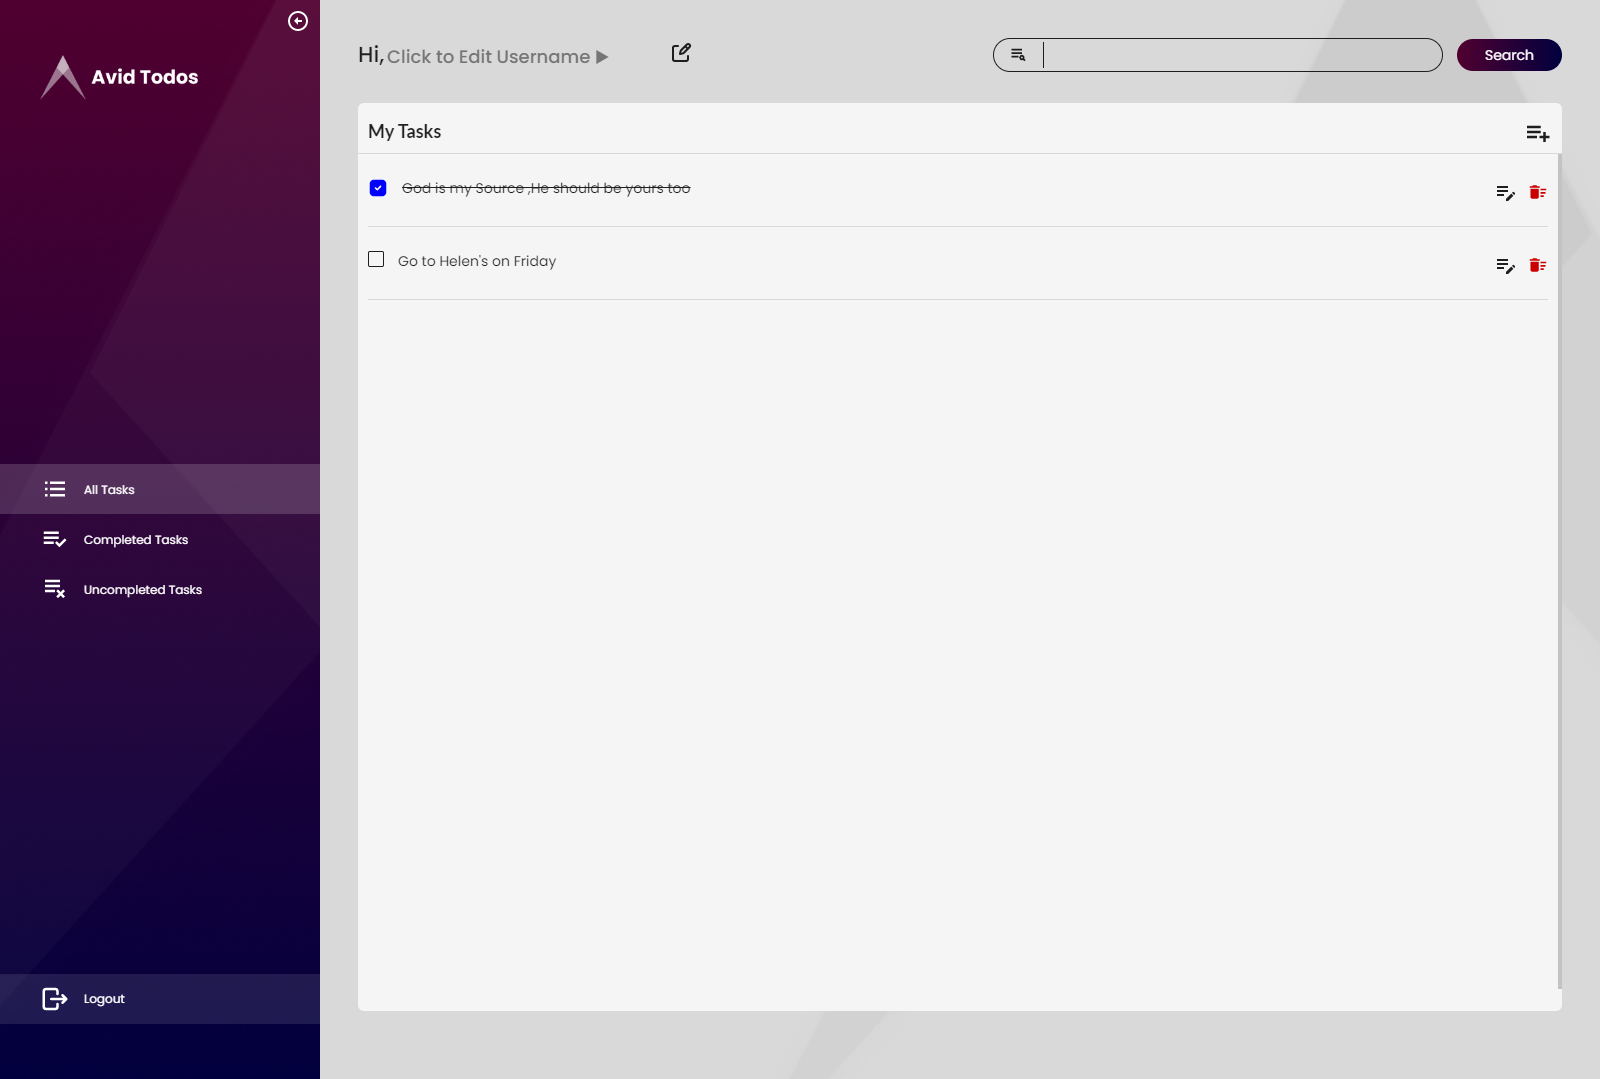 Avid Todos
All Tasks
Completed Tasks
Uncompleted Tasks
Logout
Hi, Click to Edit Username ▶
Search
My Tasks
God is my Source ,He should be yours too
Go to Helen's on Friday